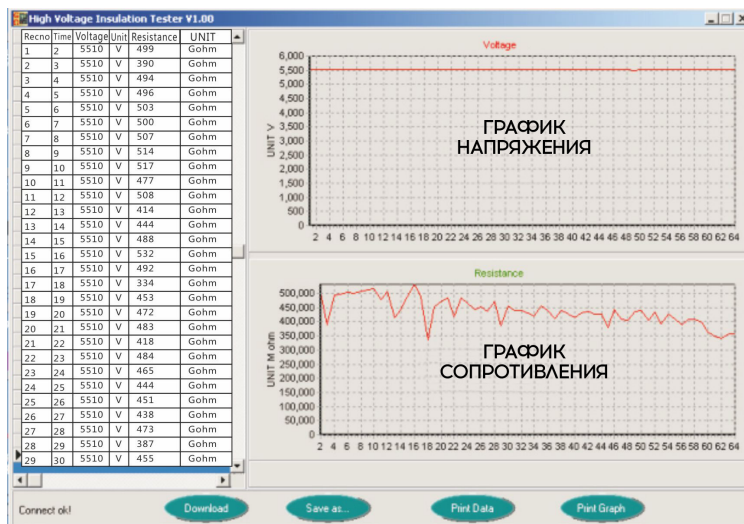 High Voltage Insulation Tester V1.00
Recno Time Voltage Unit Resistance UNIT
1 2 5510 V 499 Gohm
2 3 5510 V 390 Gohm
3 4 5510 V 494 Gohm
4 5 5510 V 496 Gohm
5 6 5510 V 503 Gohm
6 7 5510 V 500 Gohm
7 8 5510 V 507 Gohm
8 9 5510 V 514 Gohm
9 10 5510 V 517 Gohm
10 11 5510 V 477 Gohm
11 12 5510 V 508 Gohm
12 13 5510 V 414 Gohm
13 14 5510 V 444 Gohm
14 15 5510 V 488 Gohm
15 16 5510 V 532 Gohm
16 17 5510 V 492 Gohm
17 18 5510 V 334 Gohm
18 19 5510 V 453 Gohm
19 20 5510 V 472 Gohm
20 21 5510 V 483 Gohm
21 22 5510 V 418 Gohm
22 23 5510 V 484 Gohm
23 24 5510 V 465 Gohm
24 25 5510 V 444 Gohm
25 26 5510 V 451 Gohm
26 27 5510 V 438 Gohm
27 28 5510 V 473 Gohm
28 29 5510 V 387 Gohm
29 30 5510 V 455 Gohm
Voltage
UNIT V
6,000
5,500
5,000
4,500
4,000
3,500
3,000
2,500
2,000
1,500
1,000
500
0
ГРАФИК
НАПРЯЖЕНИЯ
2 4 6 8 10 12 14 16 18 20 22 24 26 28 30 32 34 36 38 40 42 44 46 48 50 52 54 56 58 60 62 64
Resistance
UNIT M ohm
500,000
450,000
400,000
350,000
300,000
250,000
200,000
150,000
100,000
50,000
0
ГРАФИК
СОПРОТИВЛЕНИЯ
2 4 6 8 10 12 14 16 18 20 22 24 26 28 30 32 34 36 38 40 42 44 46 48 50 52 54 56 58 60 62 64
Connect ok!
Download
Save as...
Print Data
Print Graph